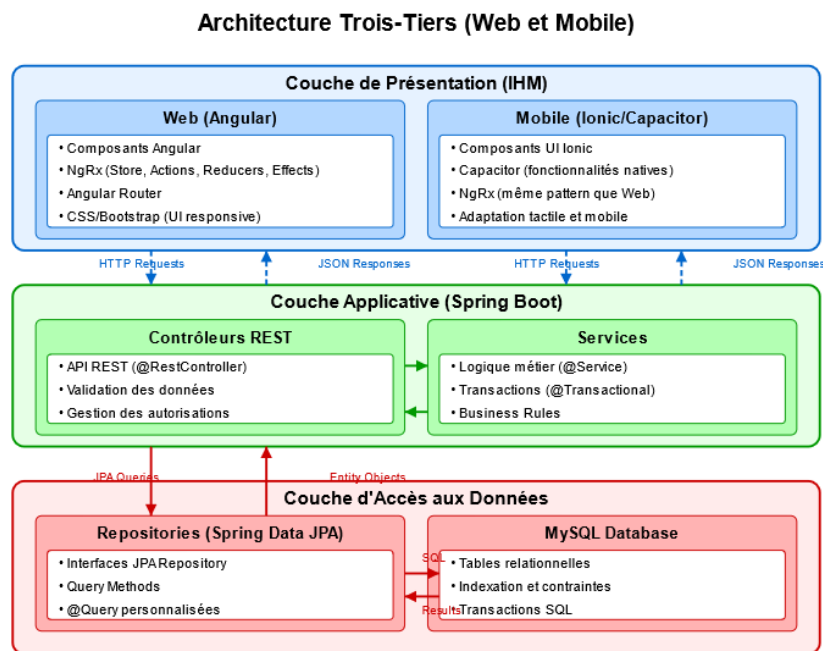 Architecture Trois-Tiers (Web et Mobile)
Couche de Présentation (IHM)
Web (Angular)
• Composants Angular
• NgRx (Store, Actions, Reducers, Effects)
• Angular Router
• CSS/Bootstrap (UI responsive)
Mobile (Ionic/Capacitor)
• Composants UI Ionic
• Capacitor (fonctionnalités natives)
• NgRx (même pattern que Web)
• Adaptation tactile et mobile
HTTP Requests
JSON Responses
HTTP Requests
JSON Responses
Couche Applicative (Spring Boot)
Contrôleurs REST
• API REST (@RestController)
• Validation des données
• Gestion des autorisations
Services
• Logique métier (@Service)
• Transactions (@Transactional)
• Business Rules
JPA Queries
Entity Objects
Couche d'Accès aux Données
Repositories (Spring Data JPA)
• Interfaces JPARepository
• Query Methods
• @Query personnalisées
SQL
Results
MySQL Database
• Tables relationnelles
• Indexation et contraintes
• Transactions SQL